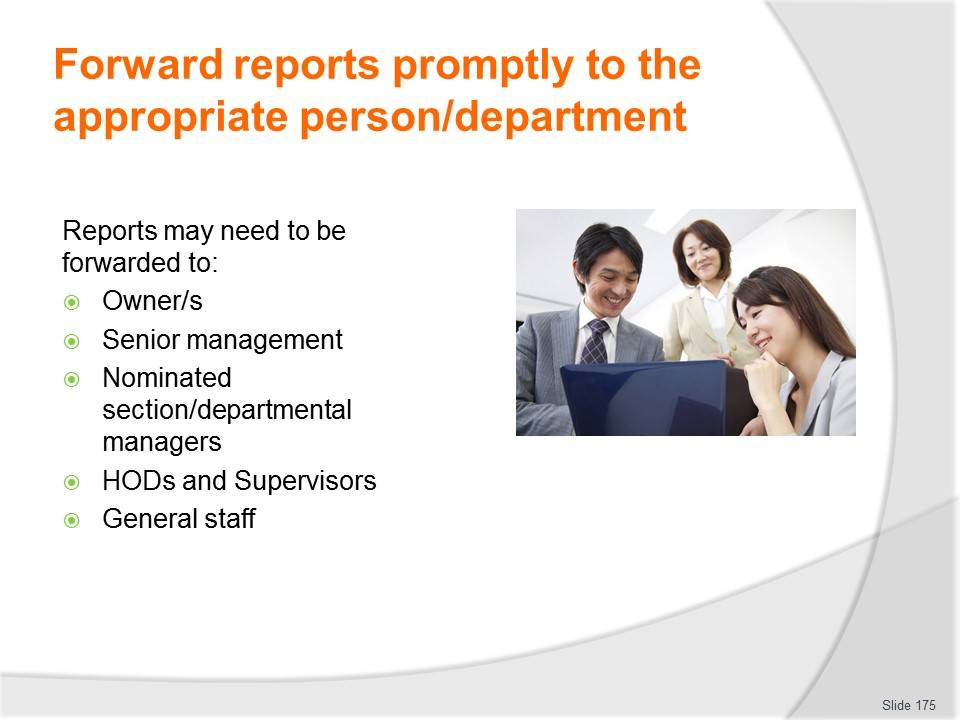 Forward reports promptly to the
appropriate person/department
Reports may need to be
forwarded to:
Owner/s
Senior management
Nominated
section/departmental
managers
HODs and Supervisors
General staff
Slide 175